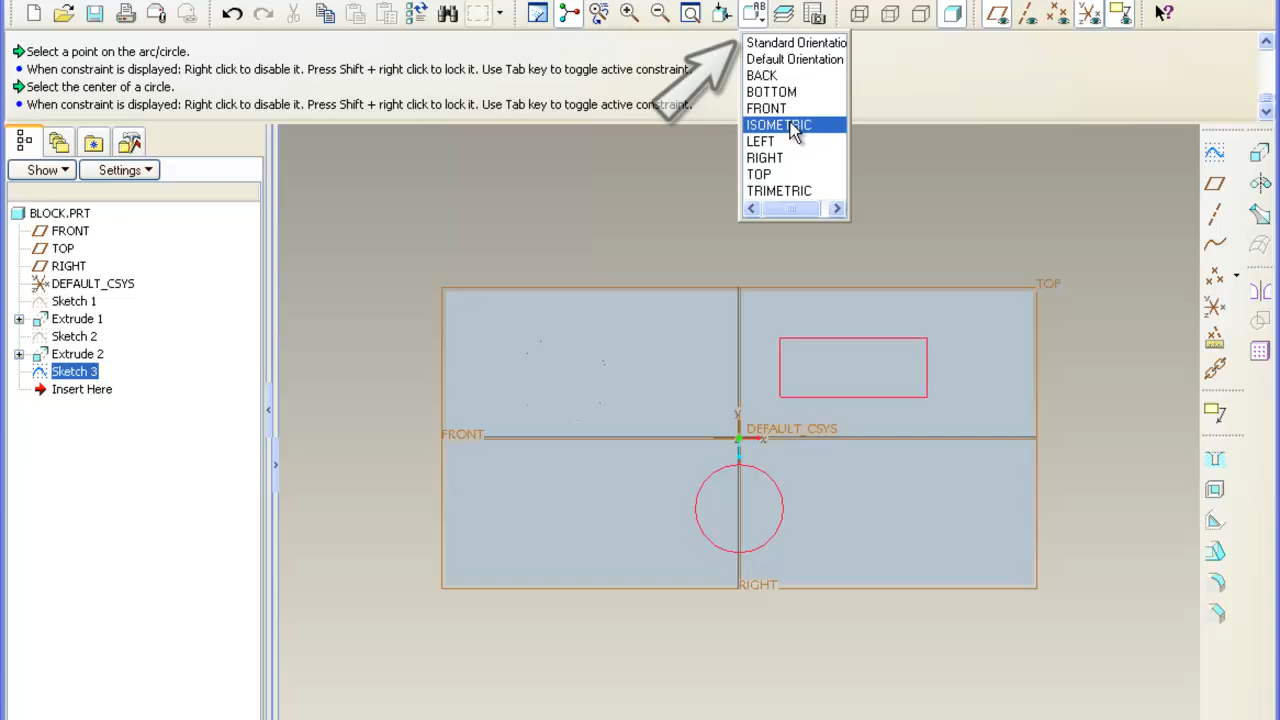 AB
Select a point on the arc/circle.
When constraint is displayed: Right click to disable it. Press Shift + right click to lock it. Use Tab key to toggle active constraint.
Select the center of a circle.
When constraint is displayed: Right click to disable it. Press Shift + right click to lock it. Use Tab key to toggle active constraint.
Standard Orientatio
Default Orientation
BACK
BOTTOM
FRONT
ISOMETRIC
LEFT
RIGHT
TOP
TRIMETRIC
Show
Settings
BLOCK.PRT
FRONT
TOP
RIGHT
DEFAULT_CSYS
Sketch 1
Extrude 1
Sketch 2
Extrude 2
Sketch 3
Insert Here
TOP
Y
DEFAULT_CSYS
FRONT
X
RIGHT